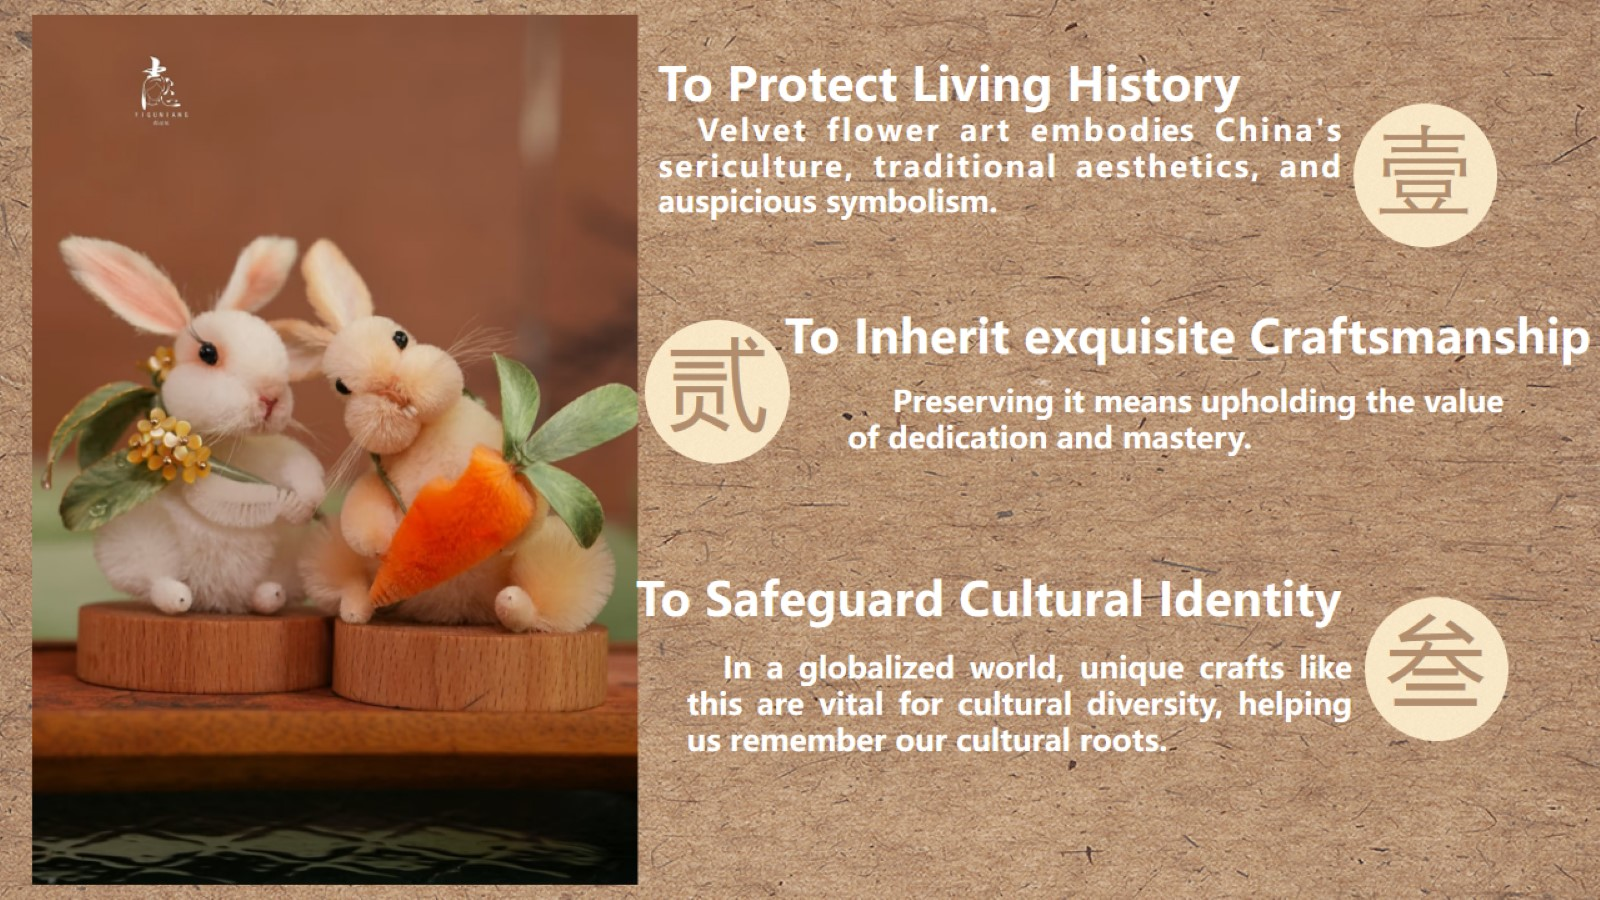 To Protect Living History
Velvet flower art embodies China's
sericulture, traditional aesthetics, and
auspicious symbolism.
壹
To Inherit exquisite Craftsmanship
贰
Preserving it means upholding the value
of dedication and mastery.
To Safeguard Cultural Identity
In a globalized world, unique crafts like
this are vital for cultural diversity, helping
us remember our cultural roots.
叁